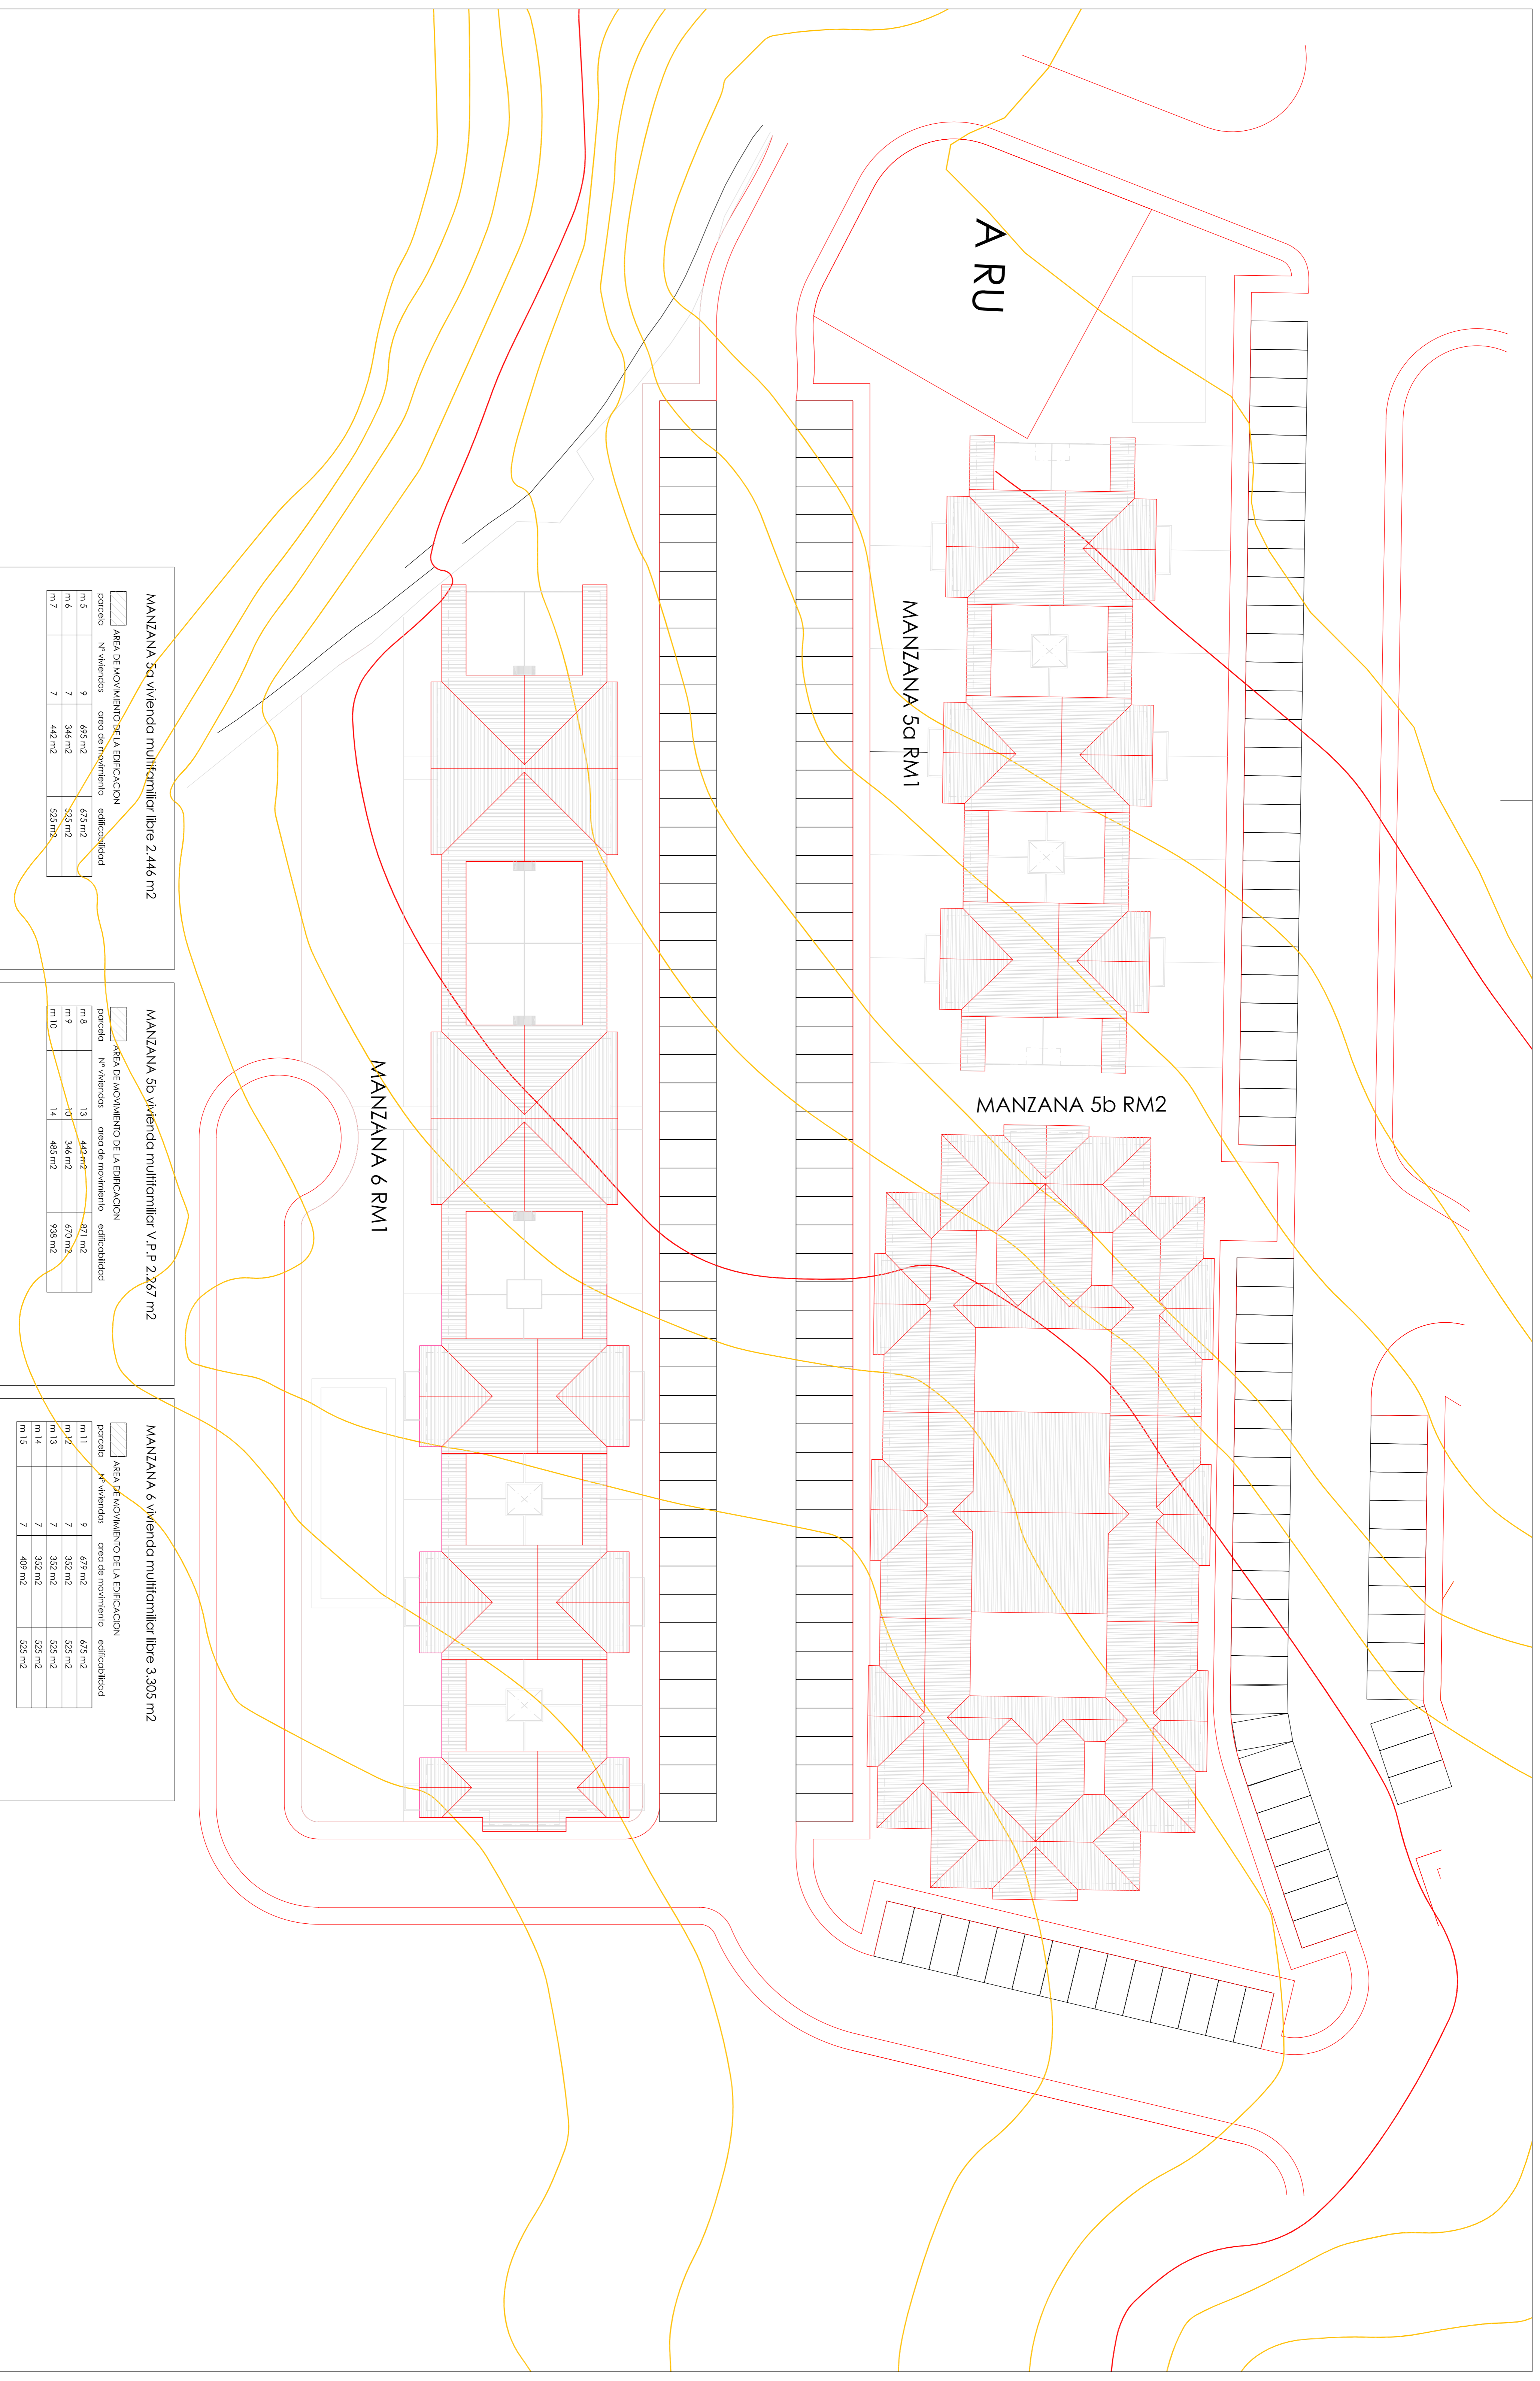 A RU
MANZANA 5a RM1
MANZANA 5b RM2
MANZANA 6 RM1
MANZANA 5a vivienda multifamiliar libre 2.446 m2
AREA DE MOVIMIENTO DE LA EDIFICACION
parcela Nº viviendas area de movimiento edificabilidad
m 5 9 695 m2 675 m2
m 6 7 346 m2 525 m2
m 7 7 442 m2 525 m2
MANZANA 5b vivienda multifamiliar V.P.P 2.267 m2
AREA DE MOVIMIENTO DE LA EDIFICACION
parcela Nº viviendas area de movimiento edificabilidad
m 8 13 442 m2 871 m2
m 9 10 346 m2 670 m2
m 10 14 485 m2 938 m2
MANZANA 6 vivienda multifamiliar libre 3.305 m2
AREA DE MOVIMIENTO DE LA EDIFICACION
parcela Nº viviendas area de movimiento edificabilidad
m 11 9 679 m2 675 m2
m 12 7 352 m2 525 m2
m 13 7 352 m2 525 m2
m 14 7 352 m2 525 m2
m 15 7 409 m2 525 m2